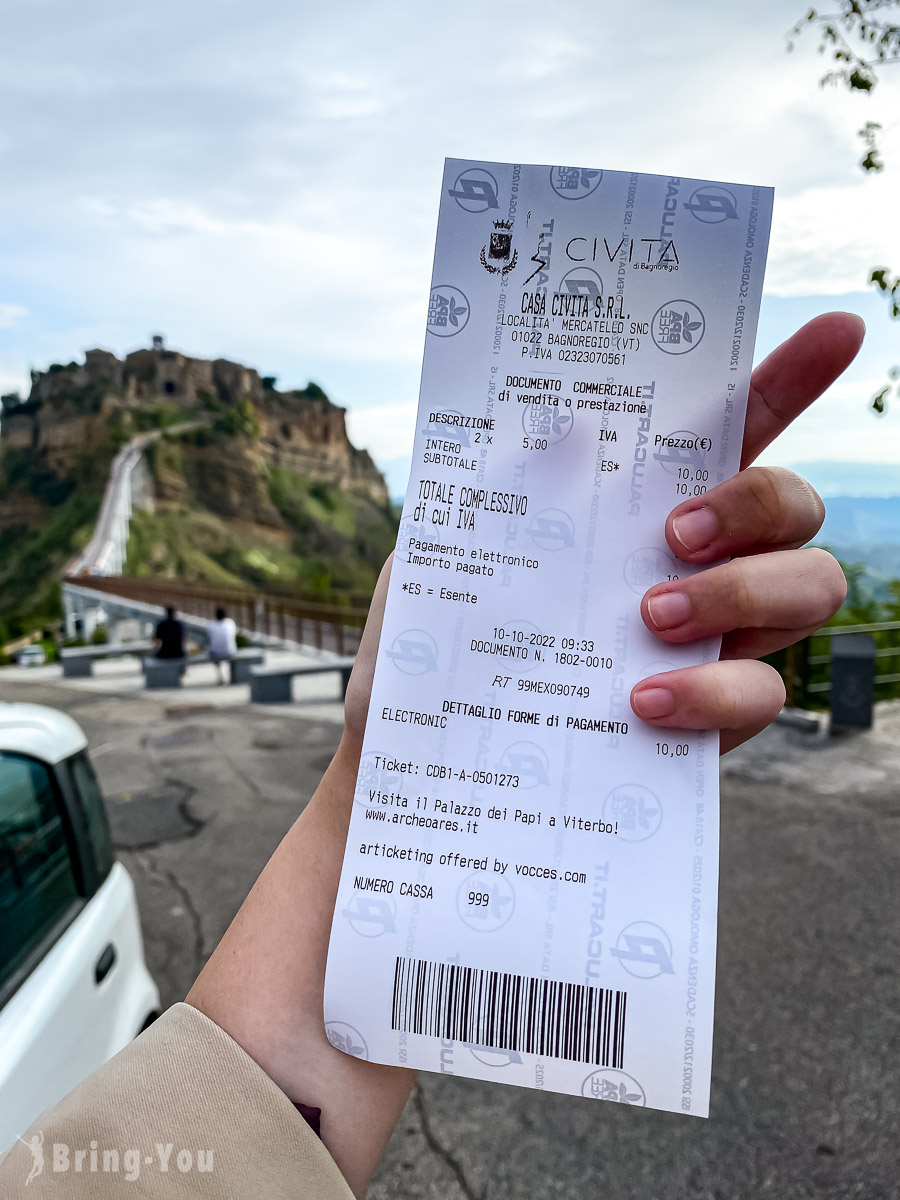 CIVITA
di Bagnoregio
CASA CIVITA S.R.L.
LOCALITA' MERCATELLO SNC
01022 BAGNOREGIO (VT)
P.IVA 02323070561
DOCUMENTO COMMERCIALE
di vendita o prestazione
DESCRIZIONE IVA Prezzo(€)
2 x 5,00
INTERO ES* 10,00
SUBTOTALE 10,00
TOTALE COMPLESSIVO
di cui IVA
Pagamento elettronico
Importo pagato
*ES = Esente
10-10-2022 09:33
DOCUMENTO N. 1802-0010
RT 99MEX090749
DETTAGLIO FORME di PAGAMENTO
ELECTRONIC 10,00
Ticket: CDB1-A-0501273
Visita il Palazzo dei Papi a Viterbo!
www.archeoares.it
articketing offered by vocces.com
NUMERO CASSA 999
FREE BPA
PALUCART.IT
Bring-You